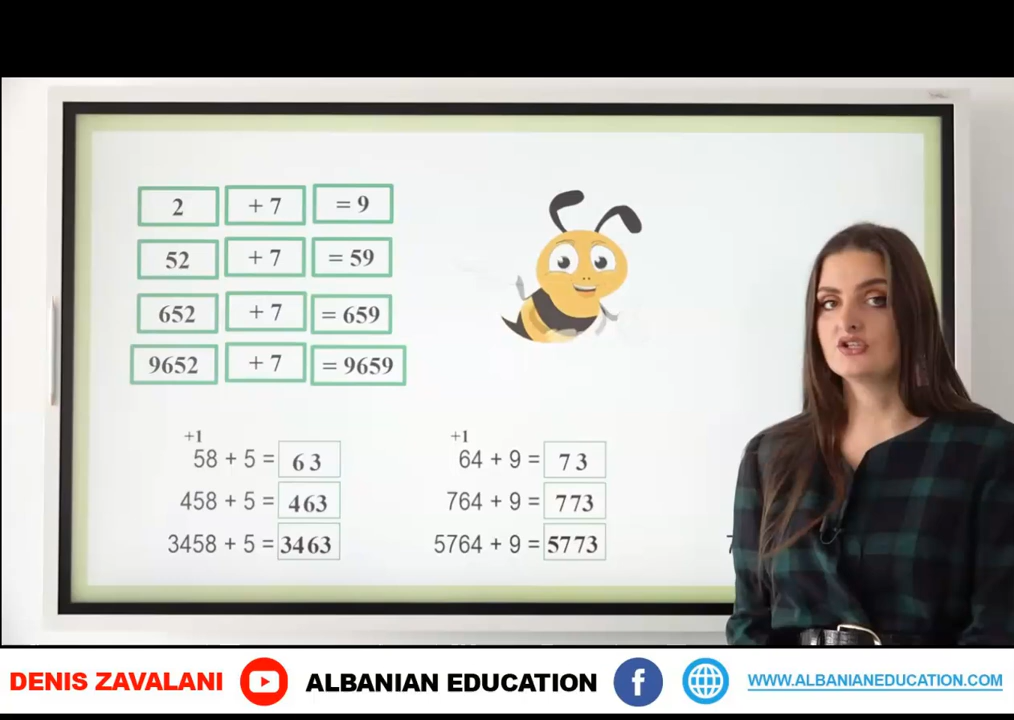 2 + 7 = 9
52 + 7 = 59
652 + 7 = 659
9652 + 7 = 9659
+1
58 + 5 = 63
458 + 5 = 463
3458 + 5 = 3463
+1
64 + 9 = 73
764 + 9 = 773
5764 + 9 = 5773
7
DENIS ZAVALANI ALBANIAN EDUCATION f WWW.ALBANIANEDUCATION.COM